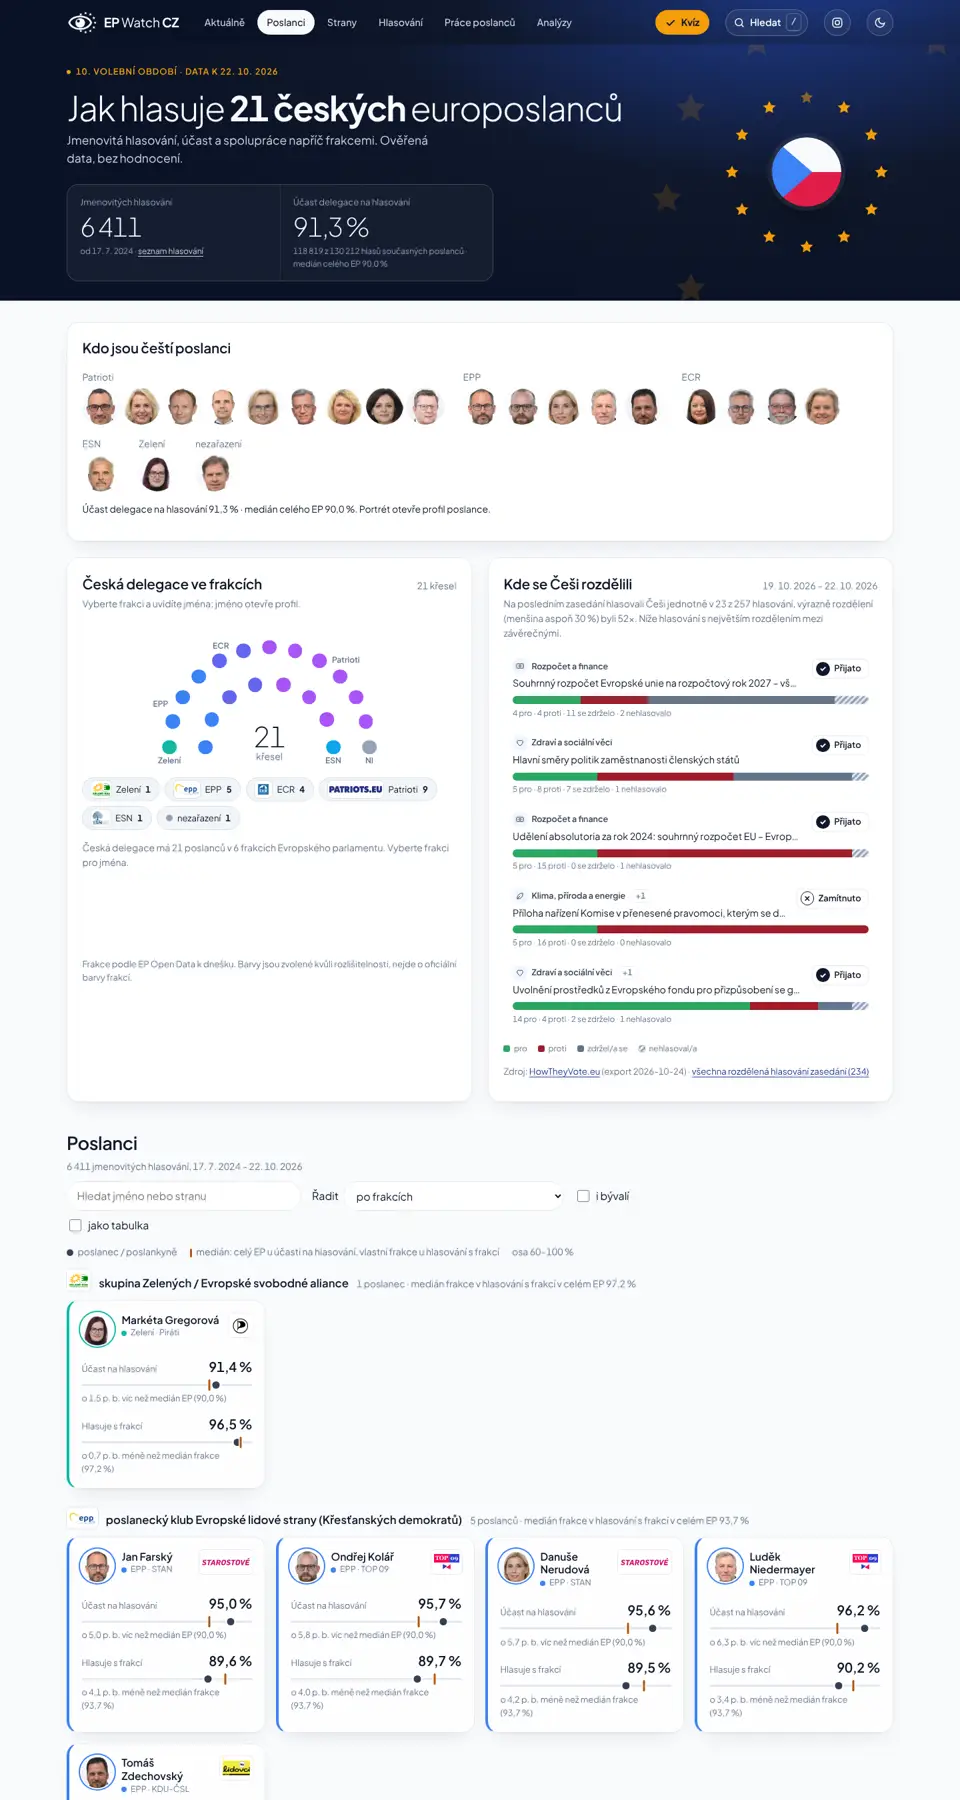 EP Watch CZ
Aktuálně
Poslanci
Strany
Hlasování
Práce poslanců
Analýzy
Kvíz
Hledat /
10. VOLEBNÍ OBDOBÍ · DATA K 22. 10. 2026
Jak hlasuje 21 českých europoslanců
Jmenovitá hlasování, účast a spolupráce napříč frakcemi. Ověřená
data, bez hodnocení.
Jmenovitých hlasování
6 411
od 17. 7. 2024 · seznam hlasování
Účast delegace na hlasování
91,3 %
118 819 z 130 212 hlasů současných poslanců ·
medián celého EP 90,0 %
Kdo jsou čeští poslanci
Patrioti
EPP
ECR
ESN
Zelení
nezařazení
Účast delegace na hlasování 91,3 % · medián celého EP 90,0 %. Portrét otevře profil poslance.
Česká delegace ve frakcích
21 křesel
Vyberte frakci a uvidíte jména; jméno otevře profil.
ECR
Patrioti
EPP
21
křesel
Zelení
ESN
NI
Zelení 1
epp EPP 5
ECR 4
PATRIOTS.EU Patrioti 9
ESN 1
nezařazení 1
Česká delegace má 21 poslanců v 6 frakcích Evropského parlamentu. Vyberte frakci
pro jména.
Frakce podle EP Open Data k dnešku. Barvy jsou zvolené kvůli rozlišitelnosti, nejde o oficiální
barvy frakcí.
Kde se Češi rozdělili
19. 10. 2026 – 22. 10. 2026
Na posledním zasedání hlasovali Češi jednotně v 23 z 257 hlasování, výrazně rozdělení
(menšina aspoň 30 %) byli 52×. Níže hlasování s největším rozdělením mezi
závěrečnými.
Rozpočet a finance
Přijato
Souhrnný rozpočet Evropské unie na rozpočtový rok 2027 – vš...
4 pro · 4 proti · 11 se zdrželo · 2 nehlasovalo
Zdraví a sociální věci
Přijato
Hlavní směry politik zaměstnanosti členských států
5 pro · 8 proti · 7 se zdrželo · 1 nehlasovalo
Rozpočet a finance
Přijato
Udělení absolutoria za rok 2024: souhrnný rozpočet EU – Evrop...
5 pro · 15 proti · 0 se zdrželo · 1 nehlasovalo
Klima, příroda a energie +1
Zamítnuto
Příloha nařízení Komise v přenesené pravomoci, kterým se d...
5 pro · 16 proti · 0 se zdrželo · 0 nehlasovalo
Zdraví a sociální věci +1
Přijato
Uvolnění prostředků z Evropského fondu pro přizpůsobení se g...
14 pro · 4 proti · 2 se zdrželo · 1 nehlasovalo
pro
proti
zdržel/a se
nehlasoval/a
Zdroj: HowTheyVote.eu (export 2026-10-24) · všechna rozdělená hlasování zasedání (234)
Poslanci
6 411 jmenovitých hlasování, 17. 7. 2024 – 22. 10. 2026
Hledat jméno nebo stranu
Řadit
po frakcích
i bývalí
jako tabulka
poslanec / poslankyně
medián: celý EP u účasti na hlasování, vlastní frakce u hlasování s frakcí
osa 60–100 %
skupina Zelených / Evropské svobodné aliance 1 poslanec · medián frakce v hlasování s frakcí v celém EP 97,2 %
Markéta Gregorová
Zelení · Piráti
Účast na hlasování 91,4 %
o 1,5 p. b. víc než medián EP (90,0 %)
Hlasuje s frakcí 96,5 %
o 0,7 p. b. méně než medián frakce
(97,2 %)
epp poslanecký klub Evropské lidové strany (Křesťanských demokratů) 5 poslanců · medián frakce v hlasování s frakcí v celém EP 93,7 %
Jan Farský
EPP · STAN
STAROSTOVÉ
Účast na hlasování 95,0 %
o 5,0 p. b. víc než medián EP (90,0 %)
Hlasuje s frakcí 89,6 %
o 4,1 p. b. méně než medián frakce
(93,7 %)
Ondřej Kolář
EPP · TOP 09
TOP 09
Účast na hlasování 95,7 %
o 5,8 p. b. víc než medián EP (90,0 %)
Hlasuje s frakcí 89,7 %
o 4,0 p. b. méně než medián frakce
(93,7 %)
Danuše
Nerudová
EPP · STAN
STAROSTOVÉ
Účast na hlasování 95,6 %
o 5,7 p. b. víc než medián EP (90,0 %)
Hlasuje s frakcí 89,5 %
o 4,2 p. b. méně než medián frakce
(93,7 %)
Luděk
Niedermayer
EPP · TOP 09
TOP 09
Účast na hlasování 96,2 %
o 6,3 p. b. víc než medián EP (90,0 %)
Hlasuje s frakcí 90,2 %
o 3,4 p. b. méně než medián frakce
(93,7 %)
Tomáš
Zdechovský
EPP · KDU-ČSL
lidovci